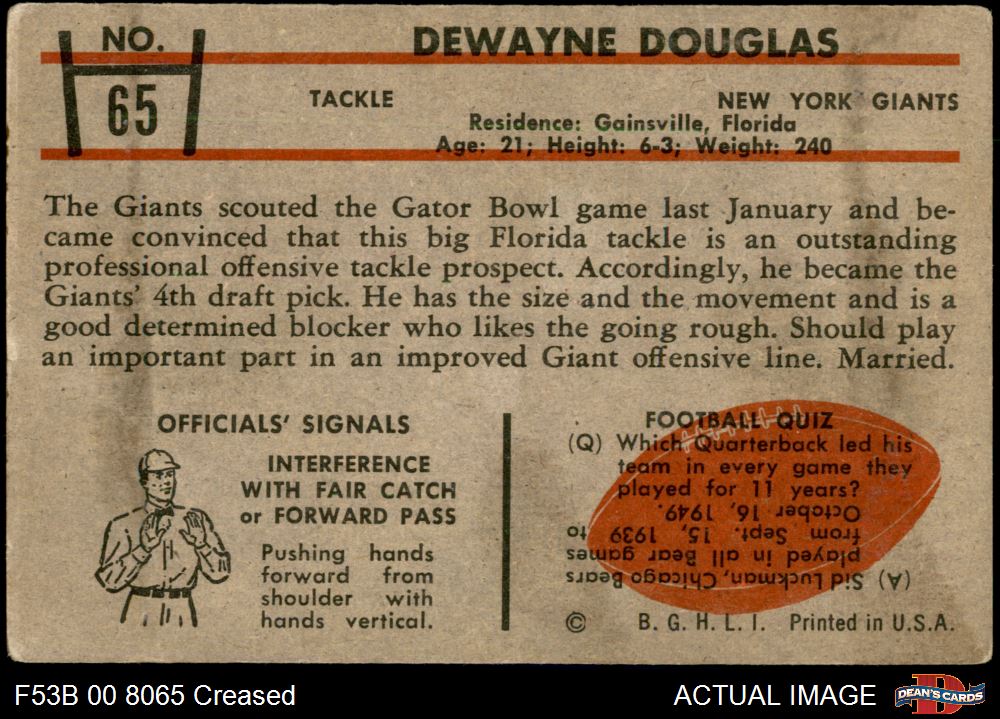 NO.
65
DEWAYNE DOUGLAS
TACKLE
NEW YORK GIANTS
Residence: Gainsville, Florida
Age: 21; Height: 6-3; Weight: 240
The Giants scouted the Gator Bowl game last January and be-
came convinced that this big Florida tackle is an outstanding
professional offensive tackle prospect. Accordingly, he became the
Giants' 4th draft pick. He has the size and the movement and is a
good determined blocker who likes the going rough. Should play
an important part in an improved Giant offensive line. Married.
OFFICIALS' SIGNALS
INTERFERENCE
WITH FAIR CATCH
or FORWARD PASS
Pushing hands
forward from
shoulder with
hands vertical.
FOOTBALL QUIZ
(Q) Which Quarterback led his
team in every game they
played for 11 years?
(A) Sid Luckman, Chicago Bears
played in all Bear games
from Sept. 15, 1939 to
October 16, 1949.
© B. G. H. L. I. Printed in U.S.A.
F53B 00 8065 Creased
ACTUAL IMAGE
D
DEAN'S CARDS